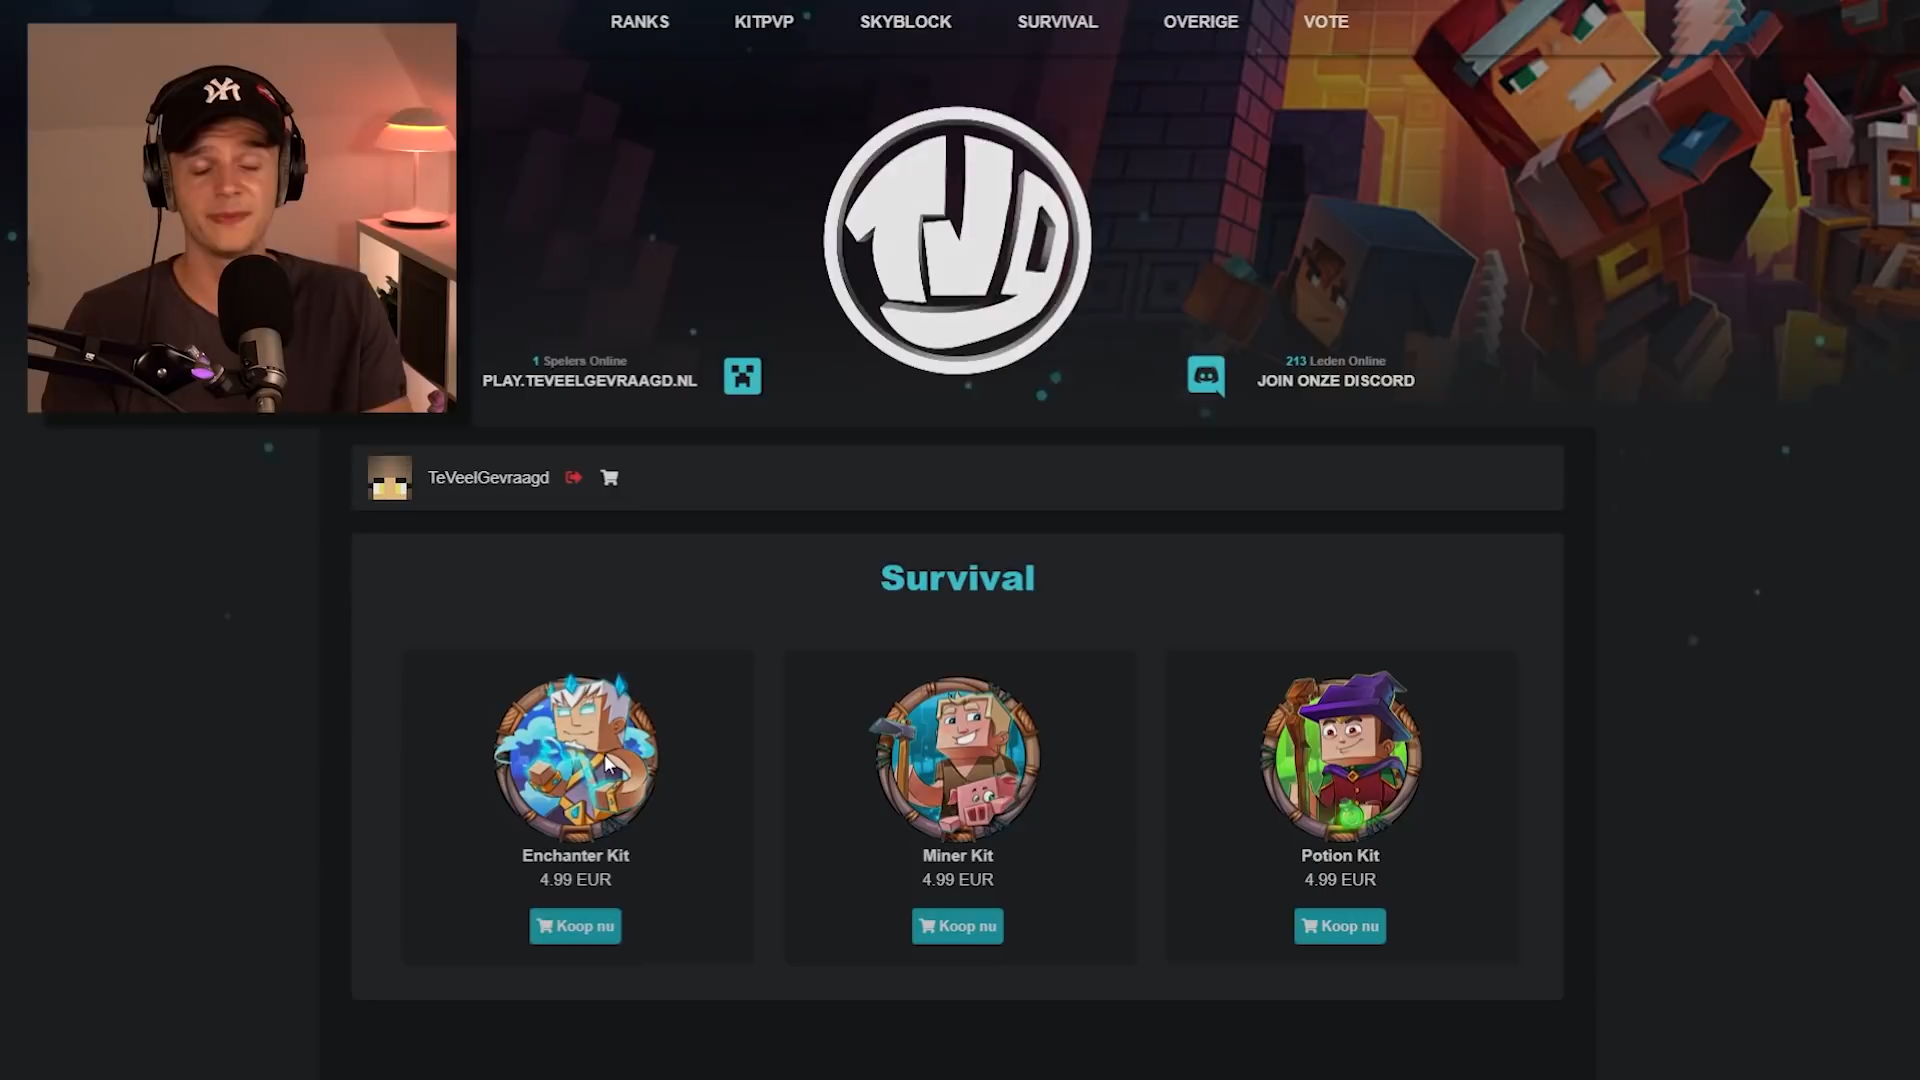 RANKS
KITPVP
SKYBLOCK
SURVIVAL
OVERIGE
VOTE
NY
TVG
1 Spelers Online
PLAY.TEVEELGEVRAAGD.NL
213 Leden Online
JOIN ONZE DISCORD
TeVeelGevraagd
Survival
Enchanter Kit
4.99 EUR
Koop nu
Miner Kit
4.99 EUR
Koop nu
Potion Kit
4.99 EUR
Koop nu